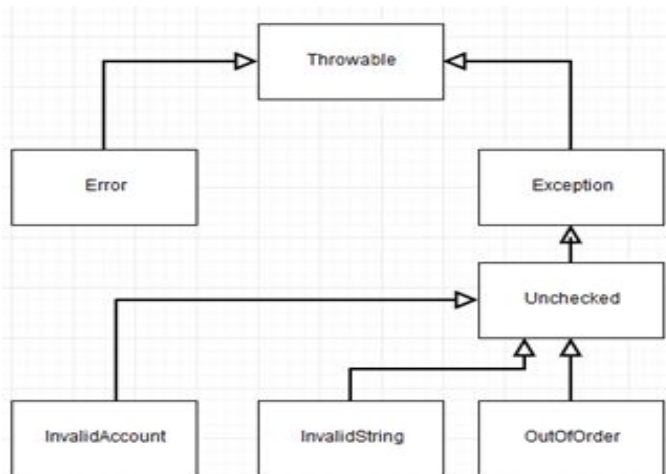 Throwable
Error
Exception
Unchecked
InvalidAccount
InvalidString
OutOfOrder